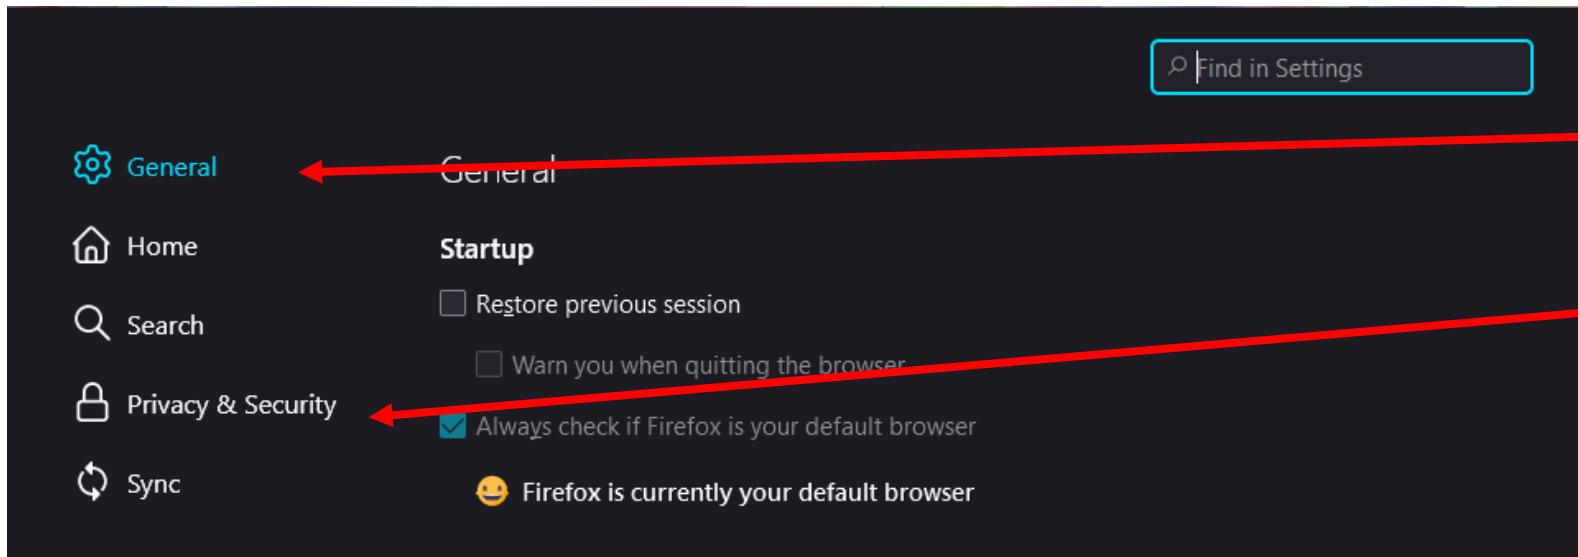 Find in Settings
General
General
Home
Startup
Restore previous session
Search
Warn you when quitting the browser
Privacy & Security
Always check if Firefox is your default browser
Sync
Firefox is currently your default browser